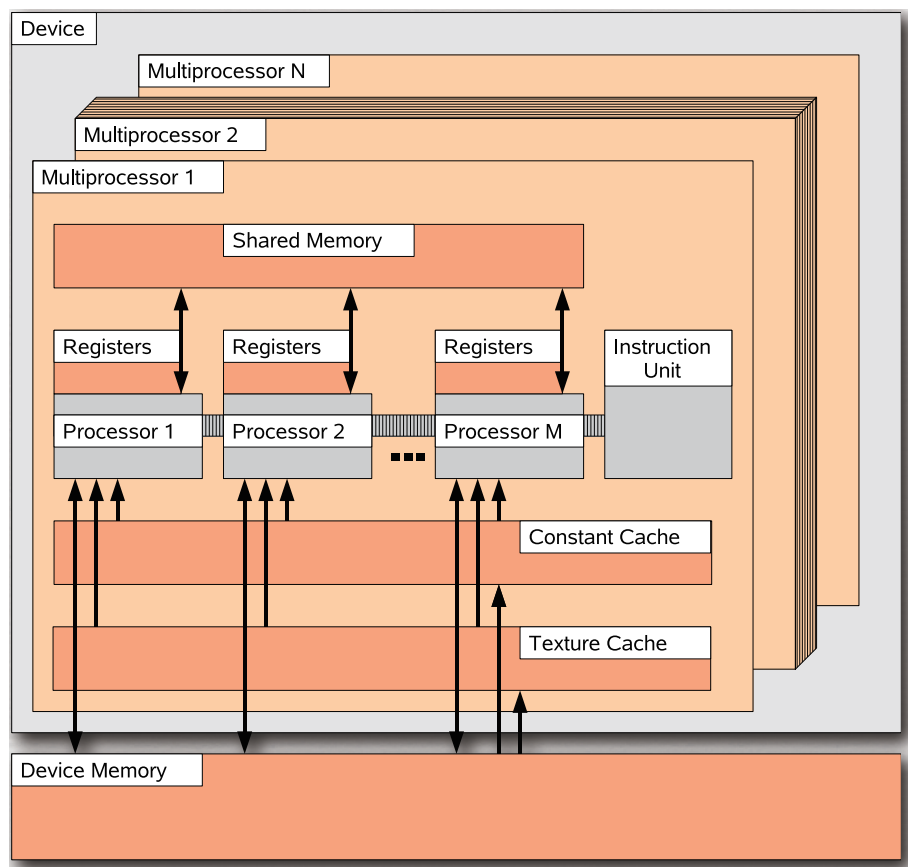 Device
Multiprocessor N
Multiprocessor 2
Multiprocessor 1
Shared Memory
Registers
Registers
Registers
Instruction
Unit
Processor 1
Processor 2
Processor M
Constant Cache
Texture Cache
Device Memory